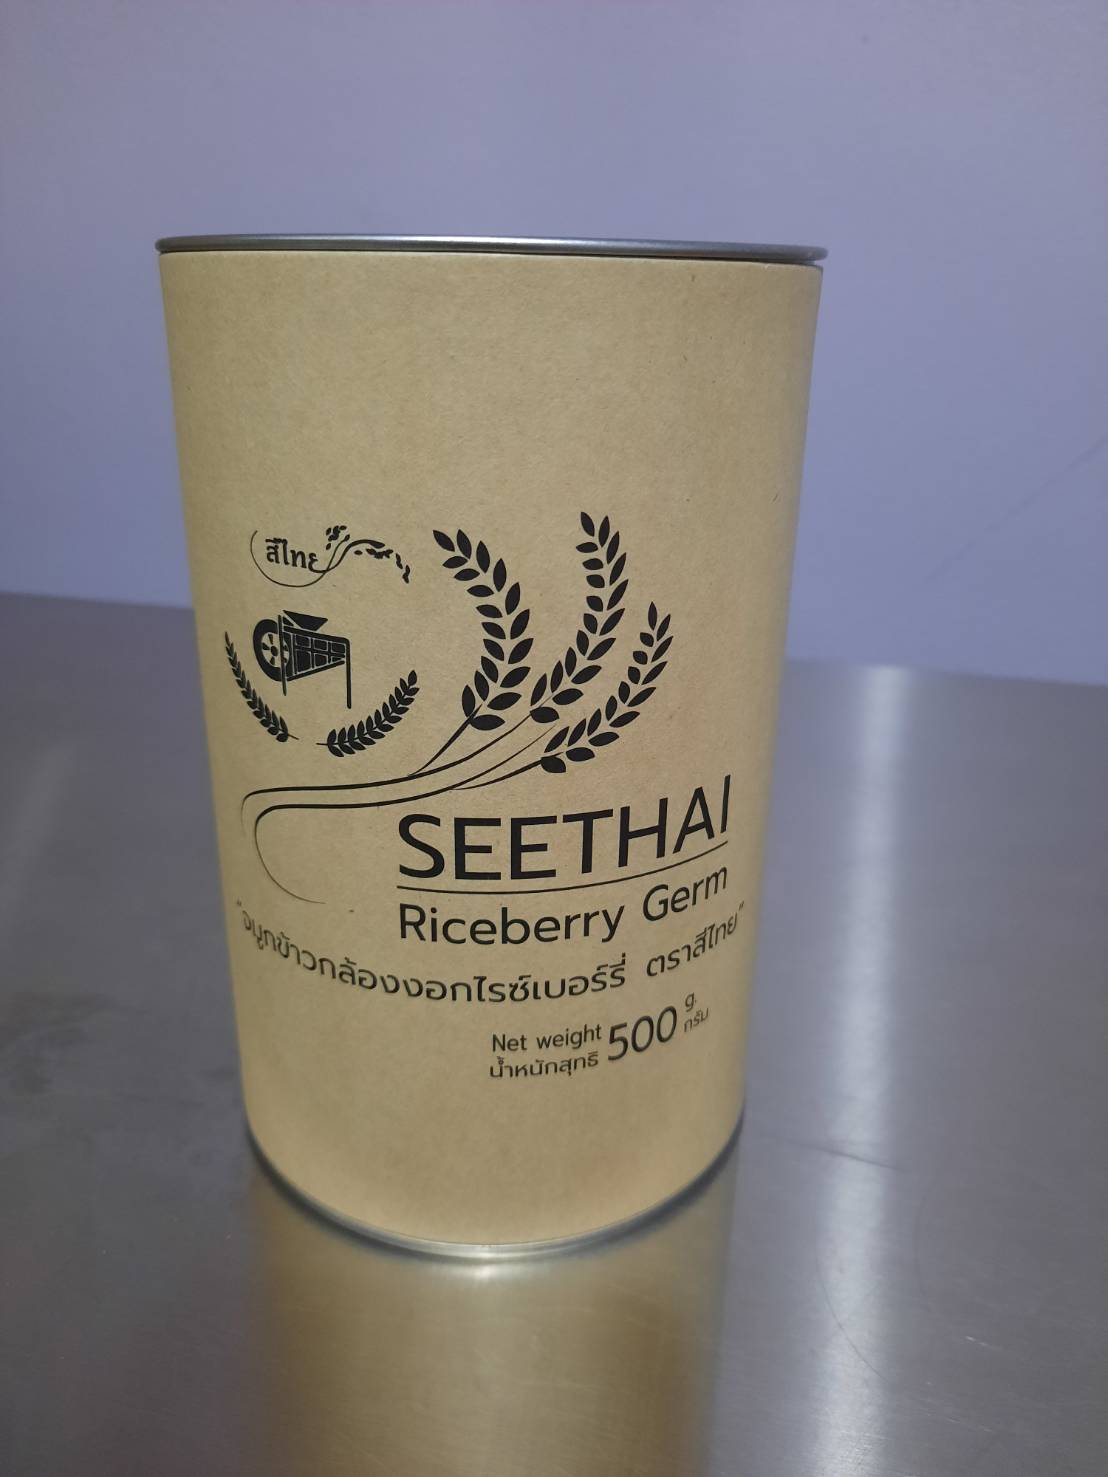 สีไทย
SEETHAI
Riceberry Germ
"จมูกข้าวกล้องงอกไรซ์เบอร์รี่ ตราสีไทย"
Net weight 500 g.
น้ำหนักสุทธิ กรัม